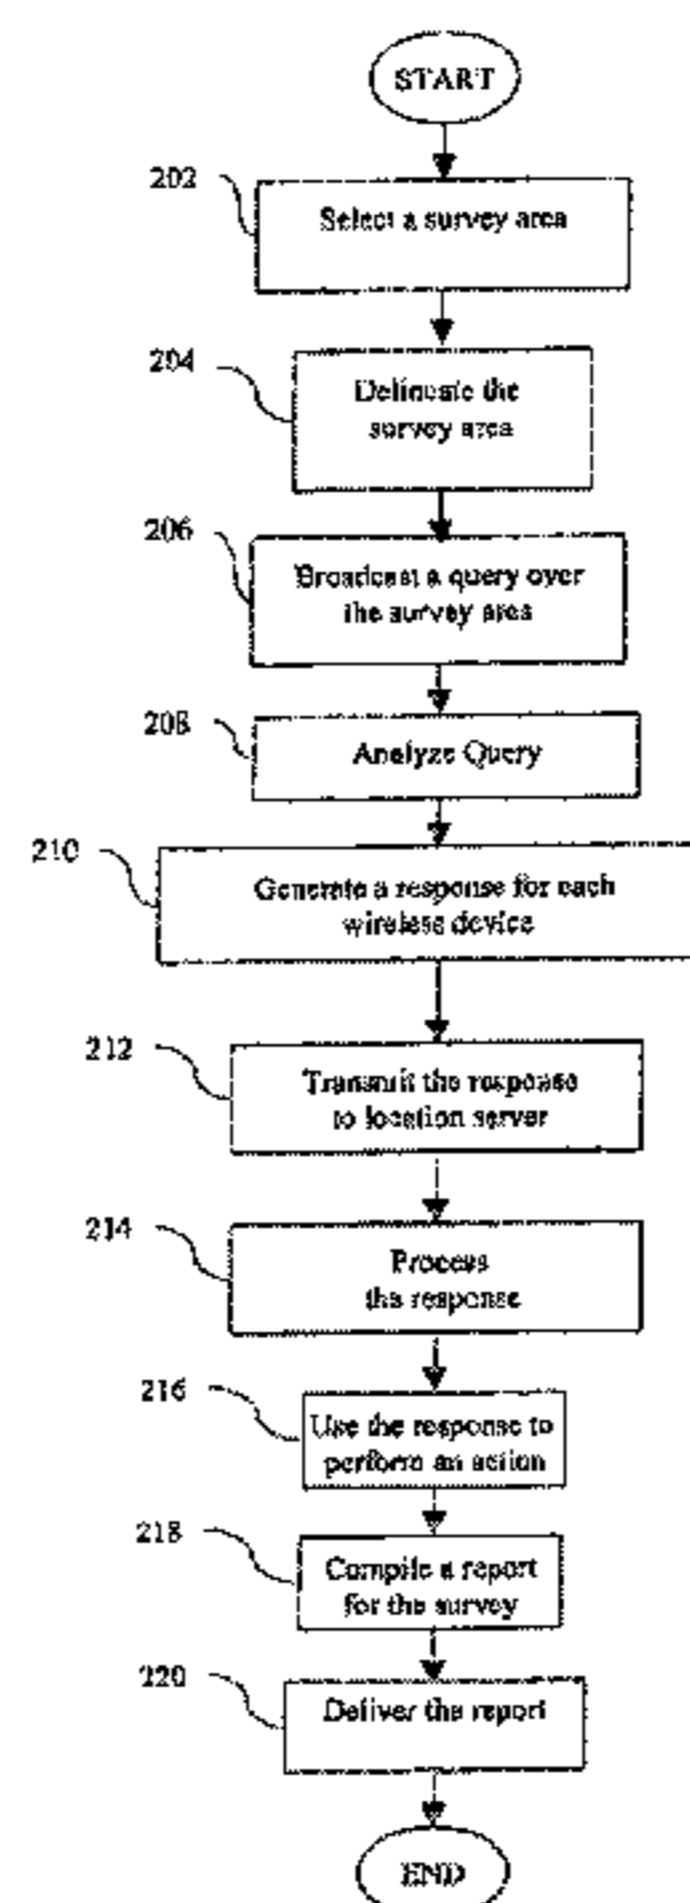 START
202
Select a survey area
204
Delineate the
survey area
206
Broadcast a query over
the survey area
208
Analyze Query
210
Generate a response for each
wireless device
212
Transmit the response
to location server
214
Process
the response
216
Use the response to
perform an action
218
Compile a report
for the survey
220
Deliver the report
END